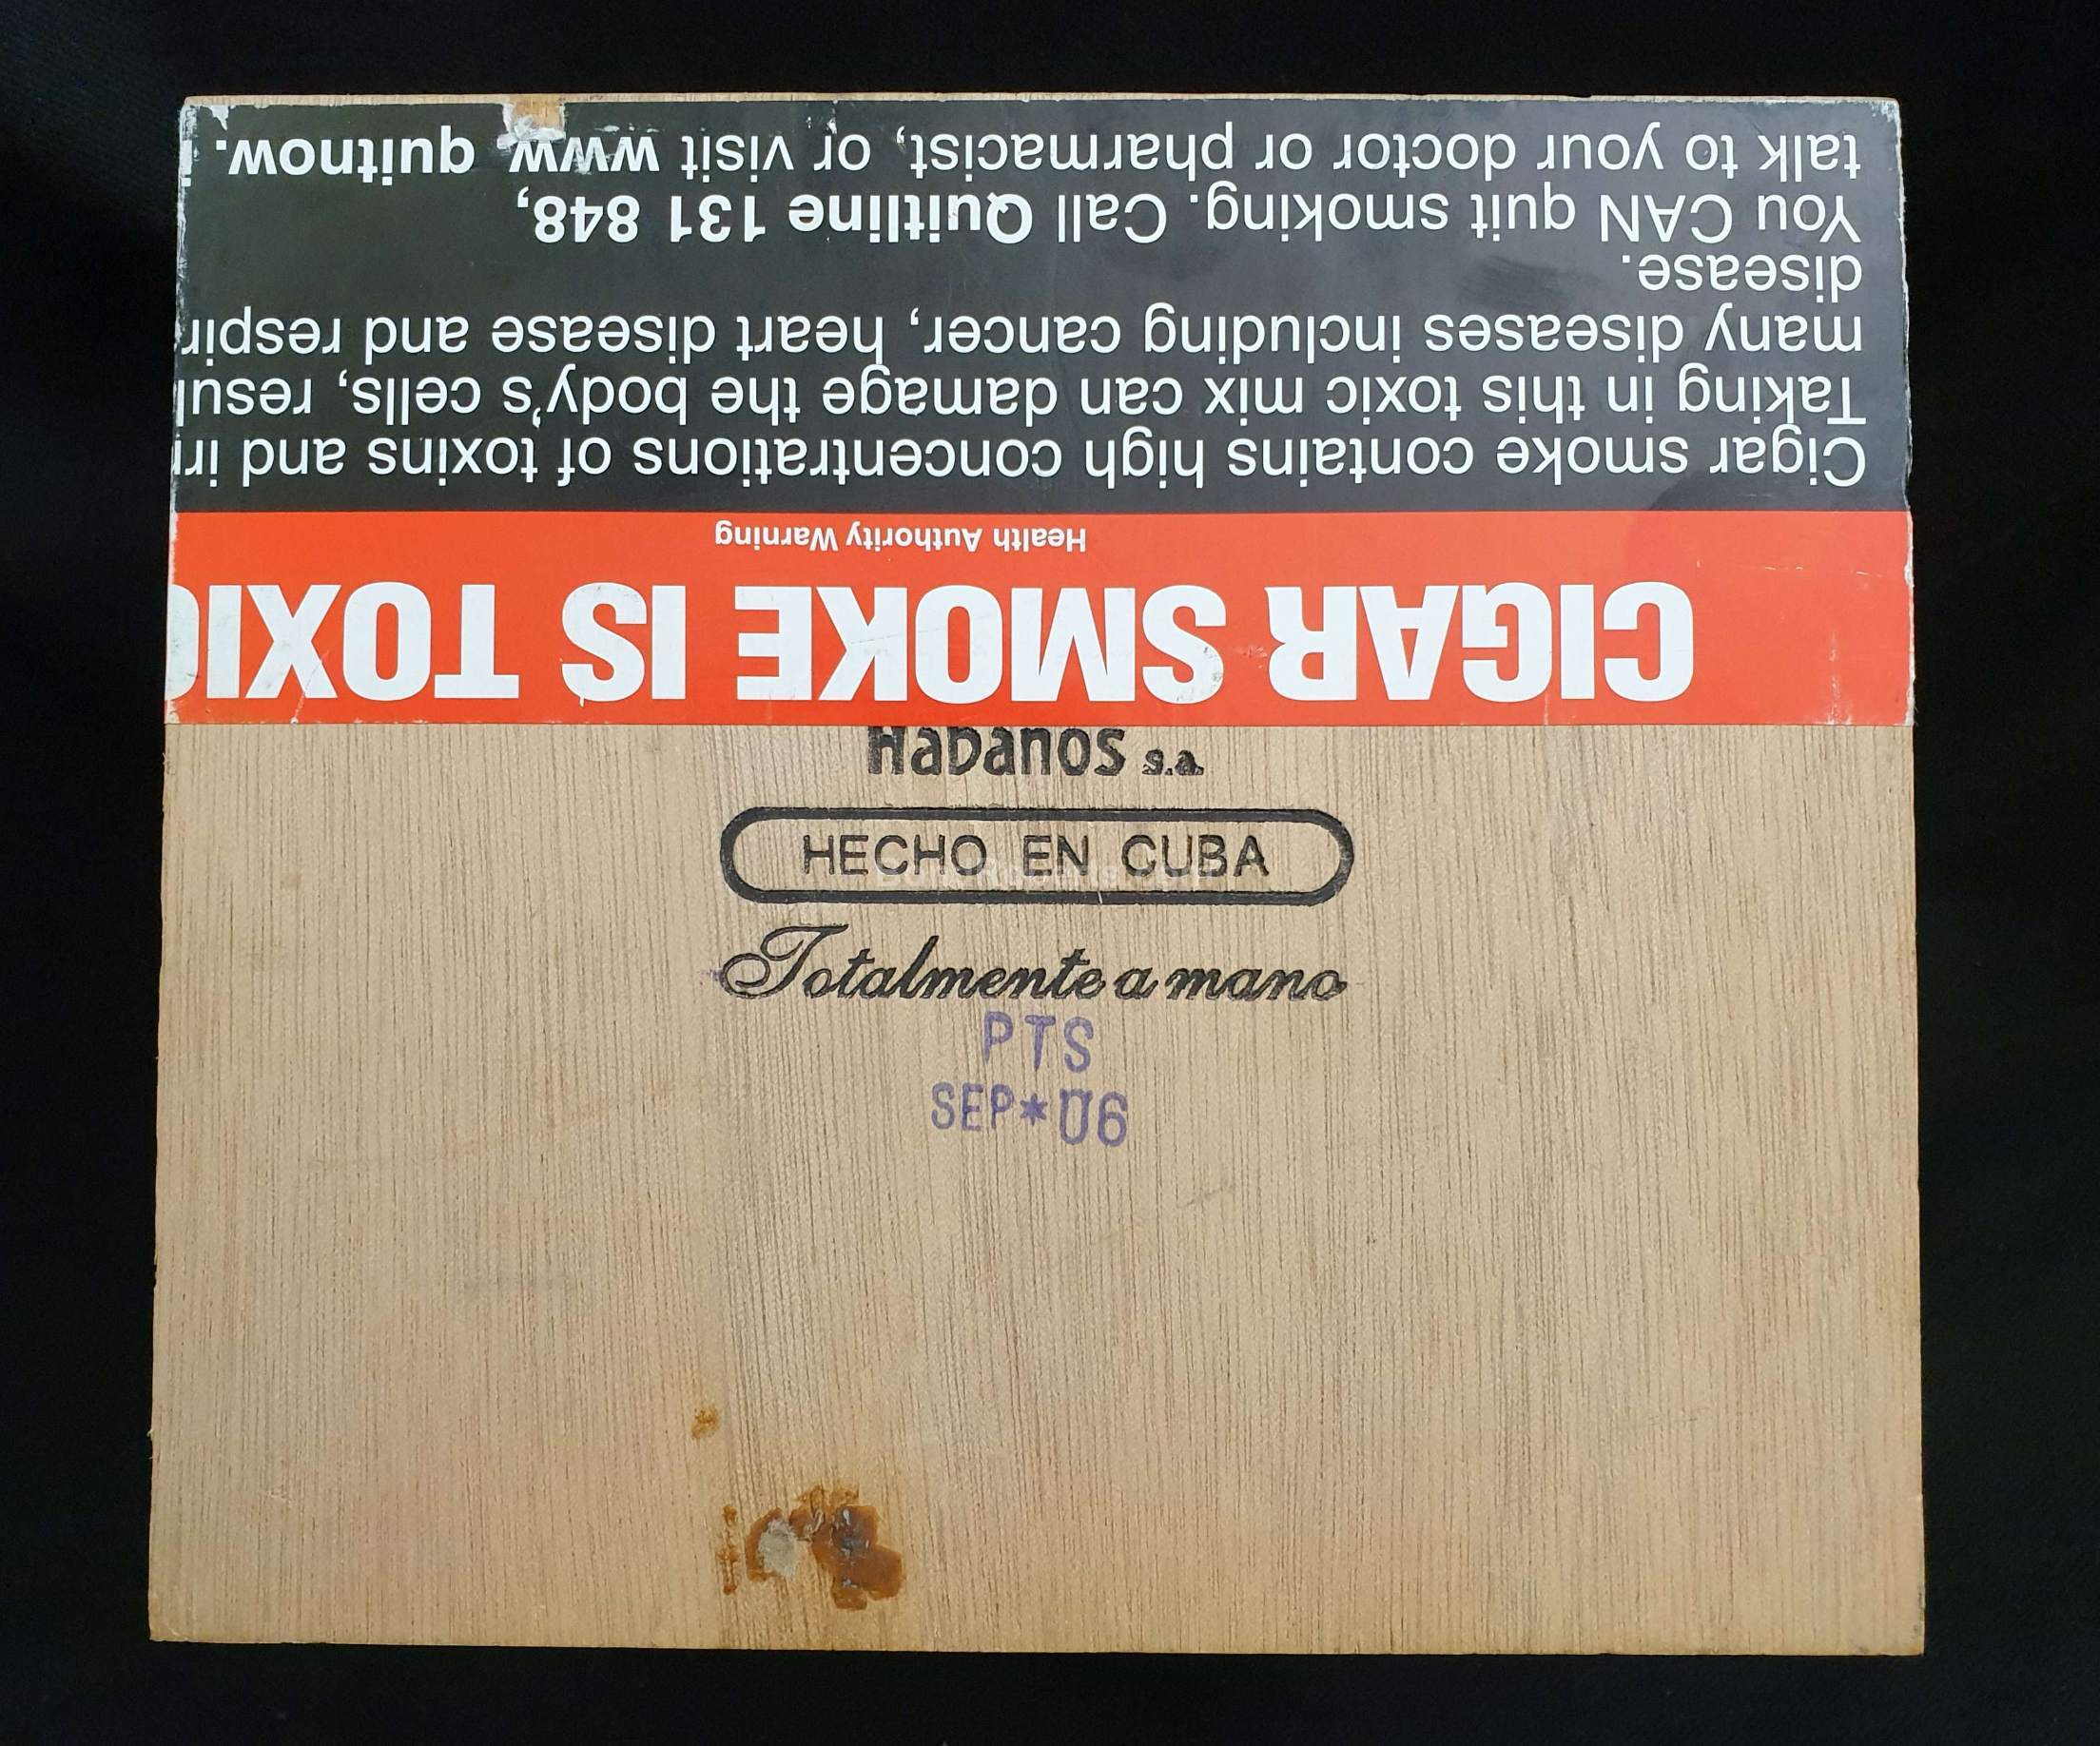 CIGAR SMOKE IS TOXIC
Health Authority Warning
Cigar smoke contains high concentrations of toxins and
Taking in this toxic mix can damage the body's cells,
many diseases including cancer, heart disease and
disease.
You CAN quit smoking. Call Quitline 131 848,
talk to your doctor or pharmacist, or visit www quitnow.
Habanos s.a.
HECHO EN CUBA
Totalmente a mano
PTS
SEP*06